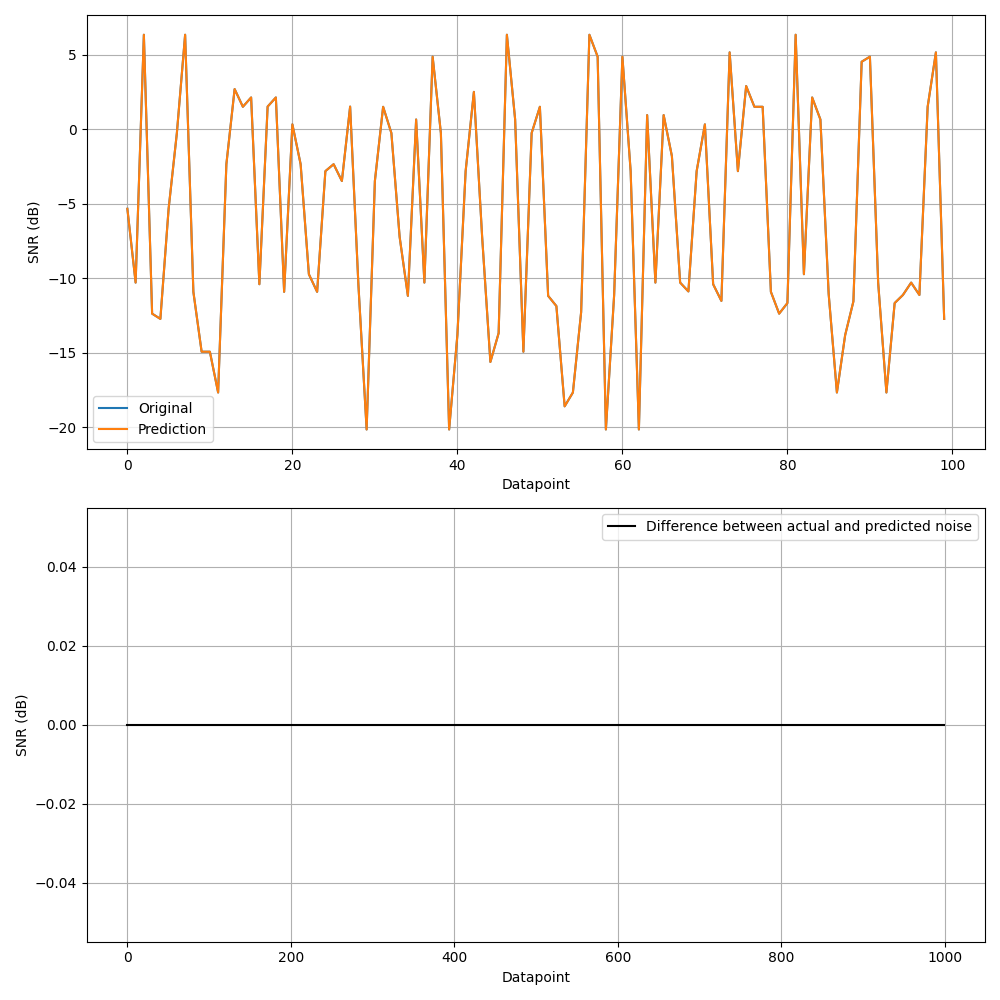 5
0
−5
−10
−15
−20
SNR (dB)
Original
Prediction
0 20 40 60 80 100
Datapoint
Difference between actual and predicted noise
0.04
0.02
0.00
−0.02
−0.04
SNR (dB)
0 200 400 600 800 1000
Datapoint